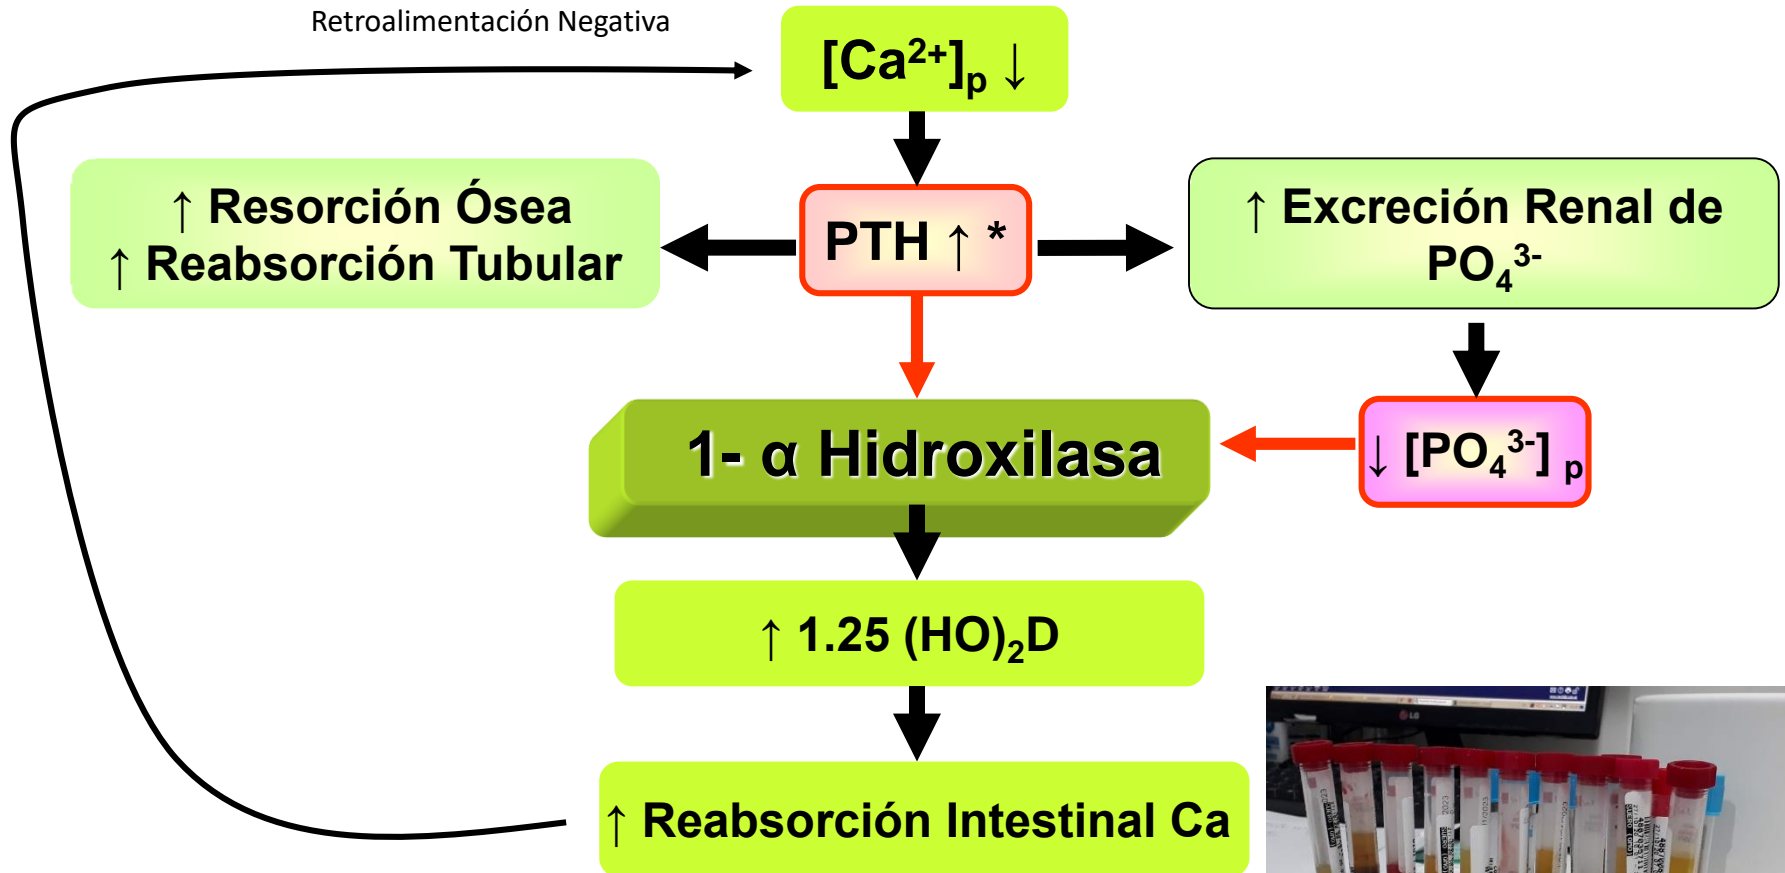 Retroalimentación Negativa
[Ca²⁺]ₚ ↓
↑ Resorción Ósea
↑ Reabsorción Tubular
PTH ↑ *
↑ Excreción Renal de
PO₄³⁻
1- α Hidroxilasa
↓ [PO₄³⁻] ₚ
↑ 1.25 (HO)₂D
↑ Reabsorción Intestinal Ca
LG